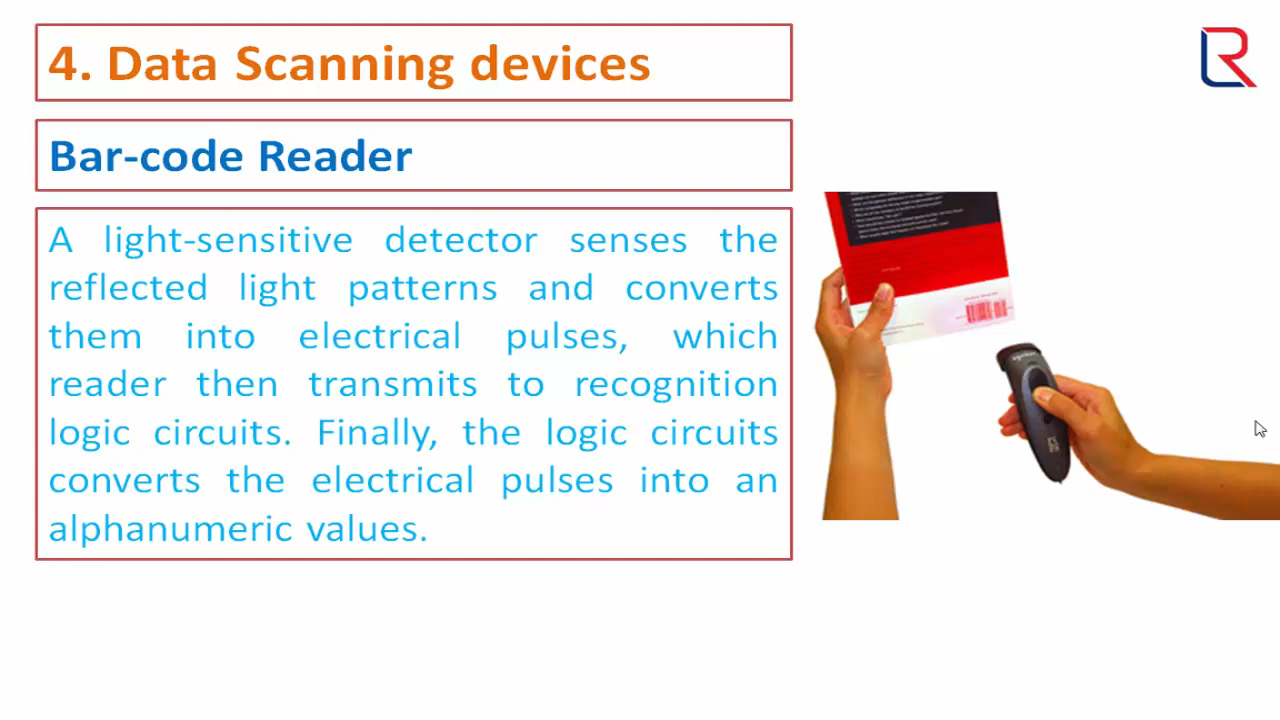 4. Data Scanning devices
Bar-code Reader
A light-sensitive detector senses the
reflected light patterns and converts
them into electrical pulses, which
reader then transmits to recognition
logic circuits. Finally, the logic circuits
converts the electrical pulses into an
alphanumeric values.